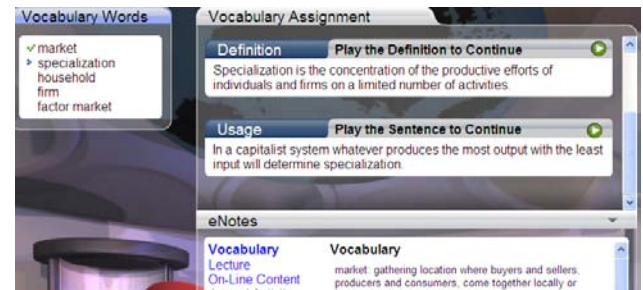 Vocabulary Words
market
specialization
household
firm
factor market
Vocabulary Assignment
Definition Play the Definition to Continue
Specialization is the concentration of the productive efforts of
individuals and firms on a limited number of activities.
Usage Play the Sentence to Continue
In a capitalist system whatever produces the most output with the least
input will determine specialization.
eNotes
Vocabulary
Lecture
On-Line Content
Vocabulary
market: gathering location where buyers and sellers,
producers and consumers, come together locally or